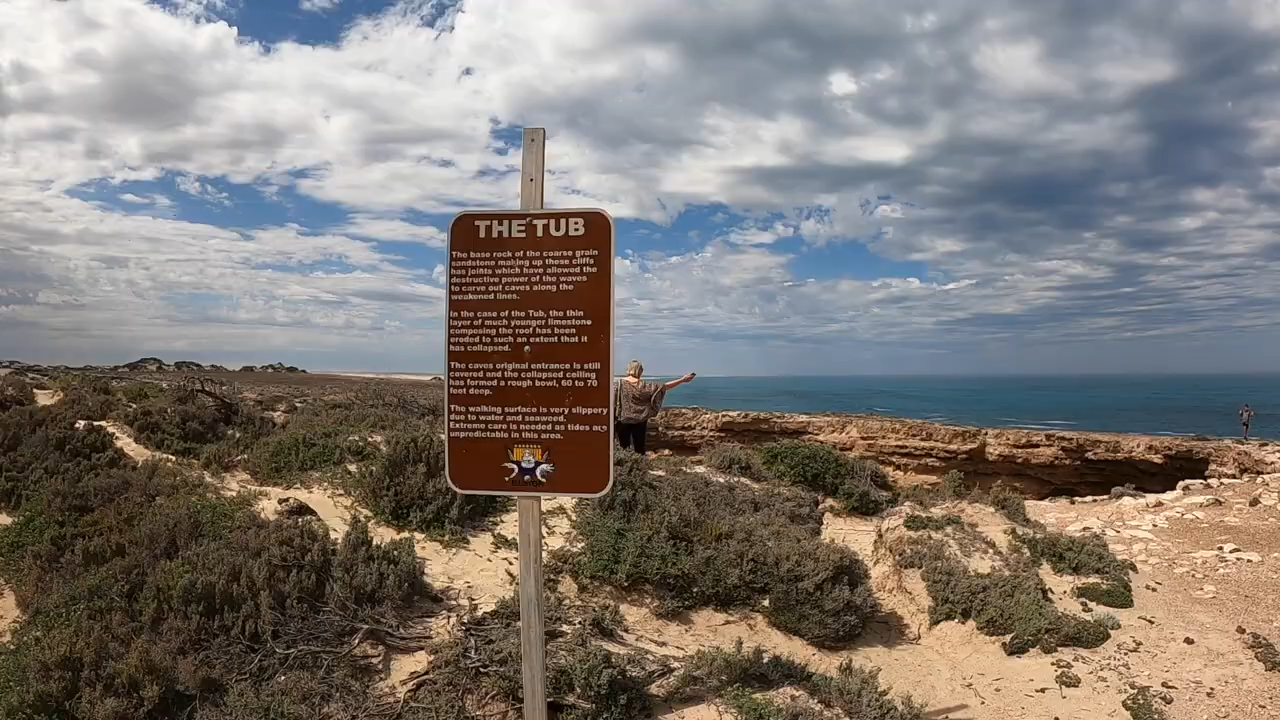 THE TUB
The base rock of the coarse grain
sandstone making up these cliffs
has joints which have allowed the
destructive power of the waves
to carve out caves along the
weakened lines.
In the case of the Tub, the thin
layer of much younger limestone
composing the roof has been
eroded to such an extent that it
has collapsed.
The caves original entrance is still
covered and the collapsed ceiling
has formed a rough bowl, 60 to 70
feet deep.
The walking surface is very slippery
due to water and seaweed.
Extreme care is needed as tides are
unpredictable in this area.